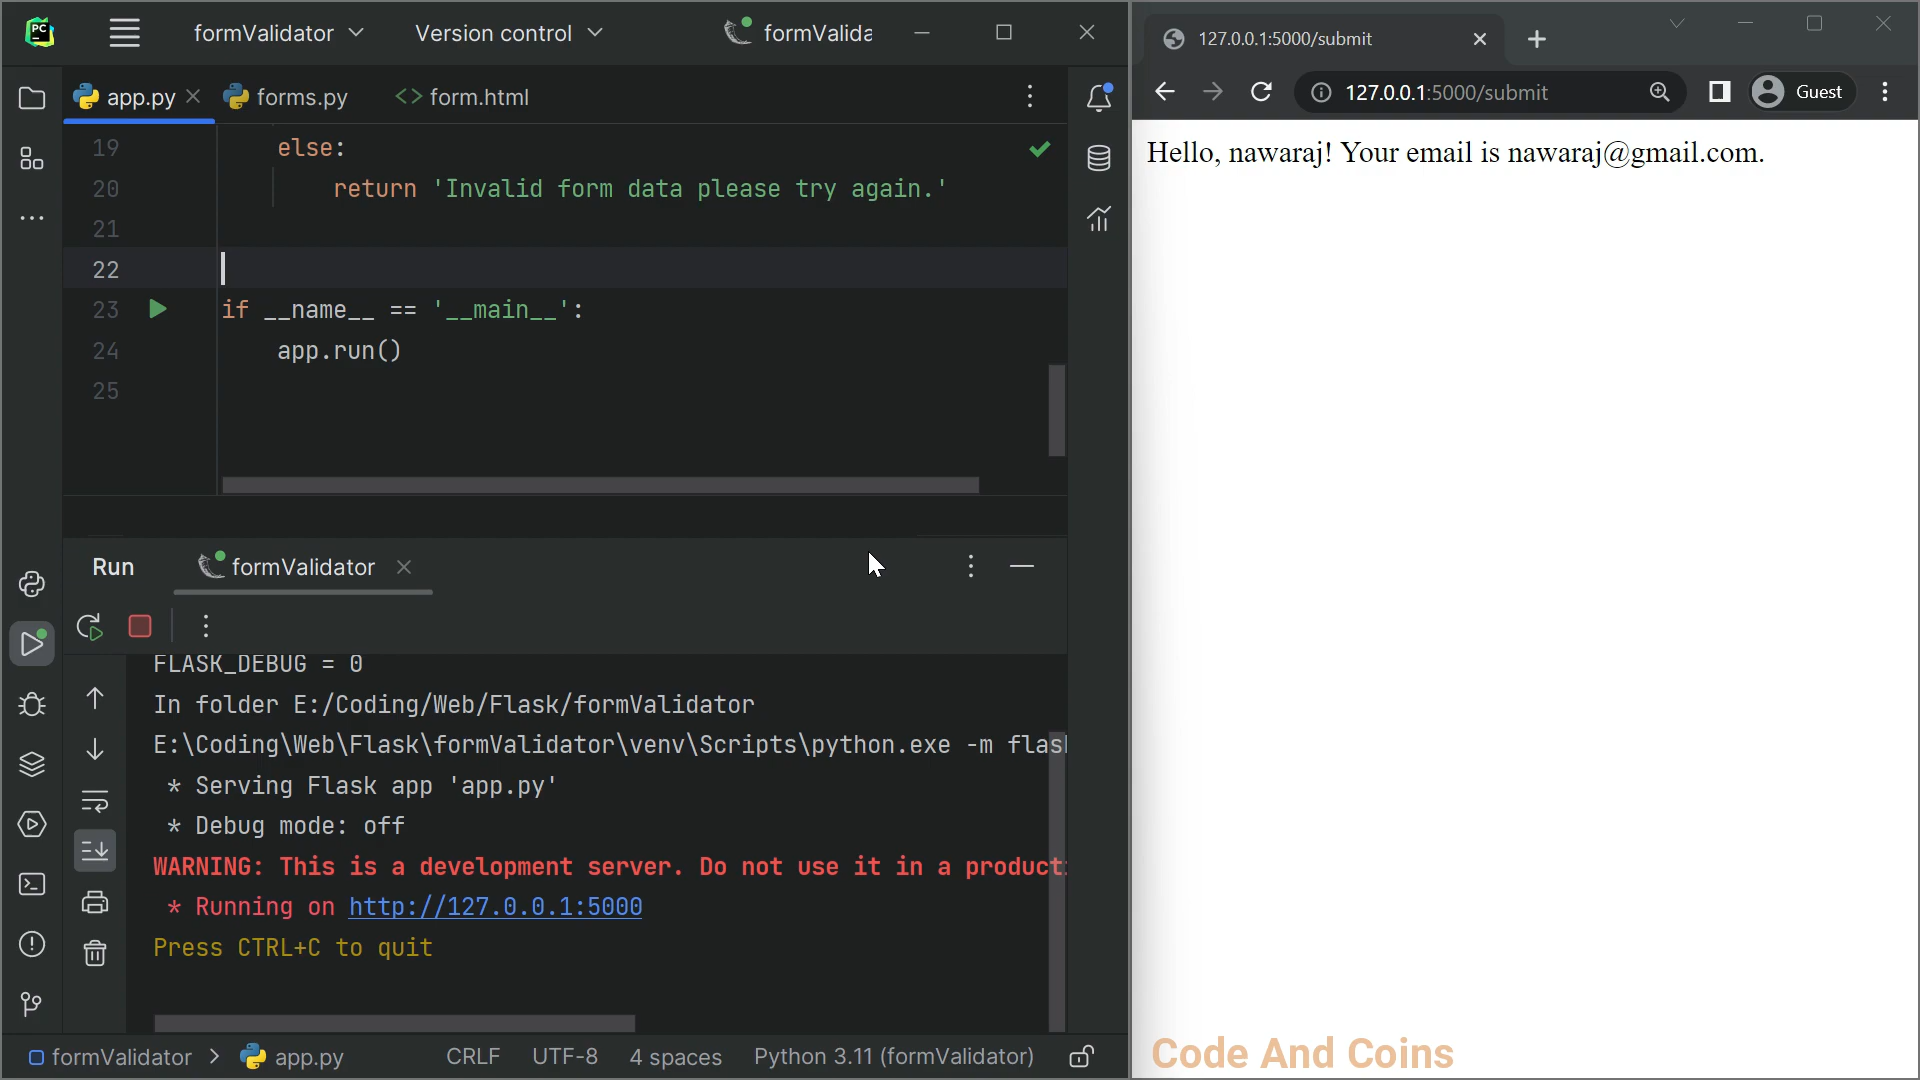 PC
formValidator
Version control
formValida
app.py
forms.py
<> form.html
19 else:
20 return 'Invalid form data please try again.'
21
22
23 if __name__ == '__main__':
24 app.run()
25
Run
formValidator
FLASK_DEBUG = 0
In folder E:/Coding/Web/Flask/formValidator
E:\Coding\Web\Flask\formValidator\venv\Scripts\python.exe -m flas
* Serving Flask app 'app.py'
* Debug mode: off
WARNING: This is a development server. Do not use it in a product
* Running on http://127.0.0.1:5000
Press CTRL+C to quit
formValidator > app.py
CRLF
UTF-8
4 spaces
Python 3.11 (formValidator)
127.0.0.1:5000/submit
127.0.0.1:5000/submit
Guest
Hello, nawaraj! Your email is nawaraj@gmail.com.
Code And Coins